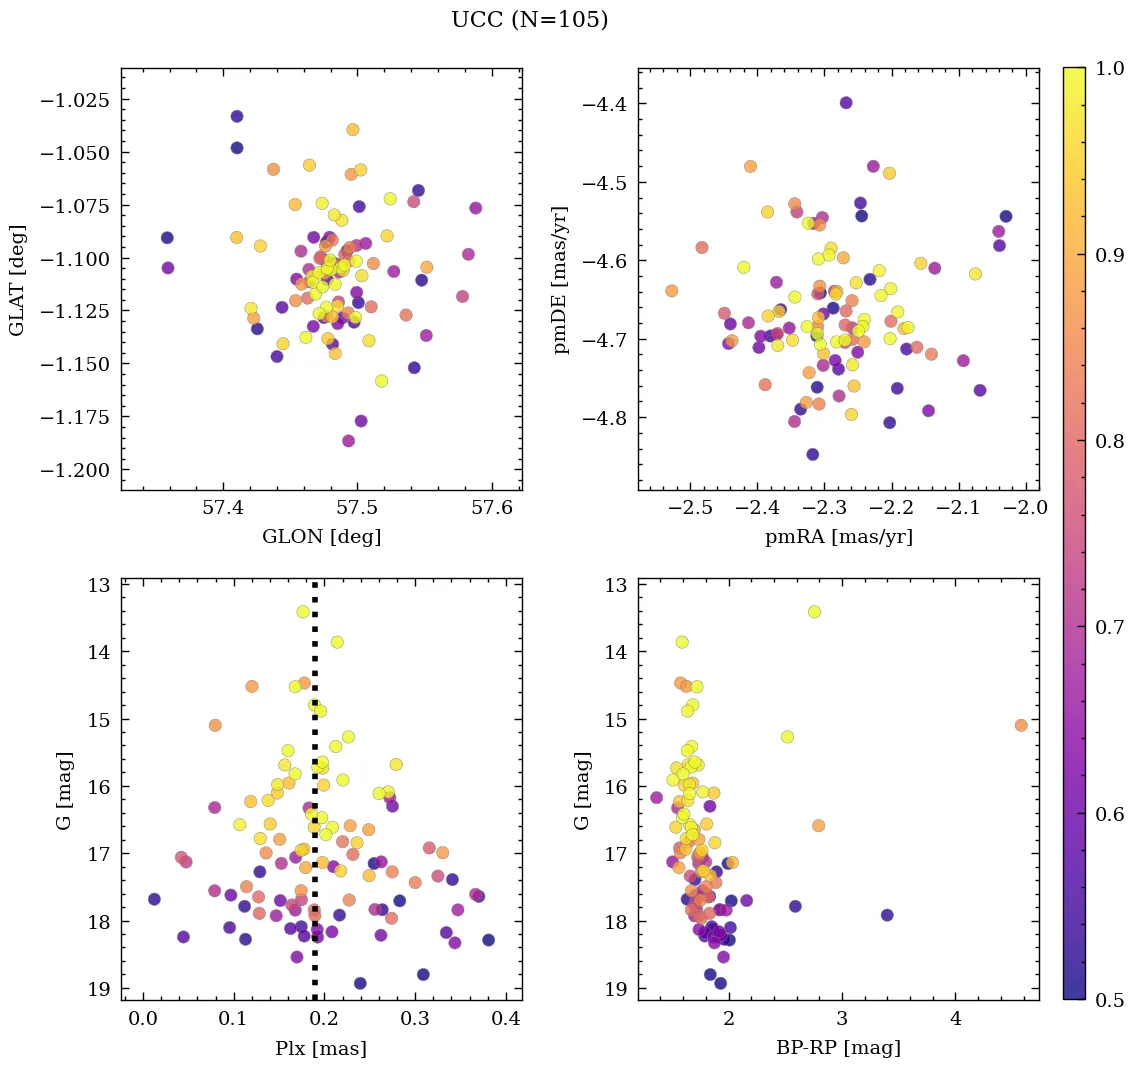 UCC (N=105)
−1.025
−1.050
−1.075
−1.100
−1.125
−1.150
−1.175
−1.200
GLAT [deg]
57.4 57.5 57.6
GLON [deg]
−4.4
−4.5
−4.6
−4.7
−4.8
pmDE [mas/yr]
−2.5 −2.4 −2.3 −2.2 −2.1 −2.0
pmRA [mas/yr]
13
14
15
16
17
18
19
G [mag]
0.0 0.1 0.2 0.3 0.4
Plx [mas]
13
14
15
16
17
18
19
G [mag]
2 4 3
BP-RP [mag]
1.0
0.9
0.8
0.7
0.6
0.5